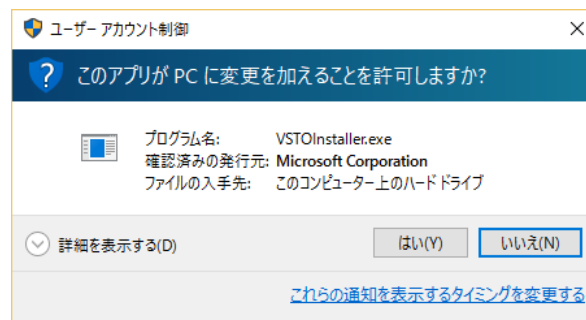 ユーザー アカウント制御
このアプリが PC に変更を加えることを許可しますか?
プログラム名: VSTOInstaller.exe
確認済みの発行元: Microsoft Corporation
ファイルの入手先: このコンピューター上のハード ドライブ
詳細を表示する(D) はい(Y) いいえ(N)
これらの通知を表示するタイミングを変更する